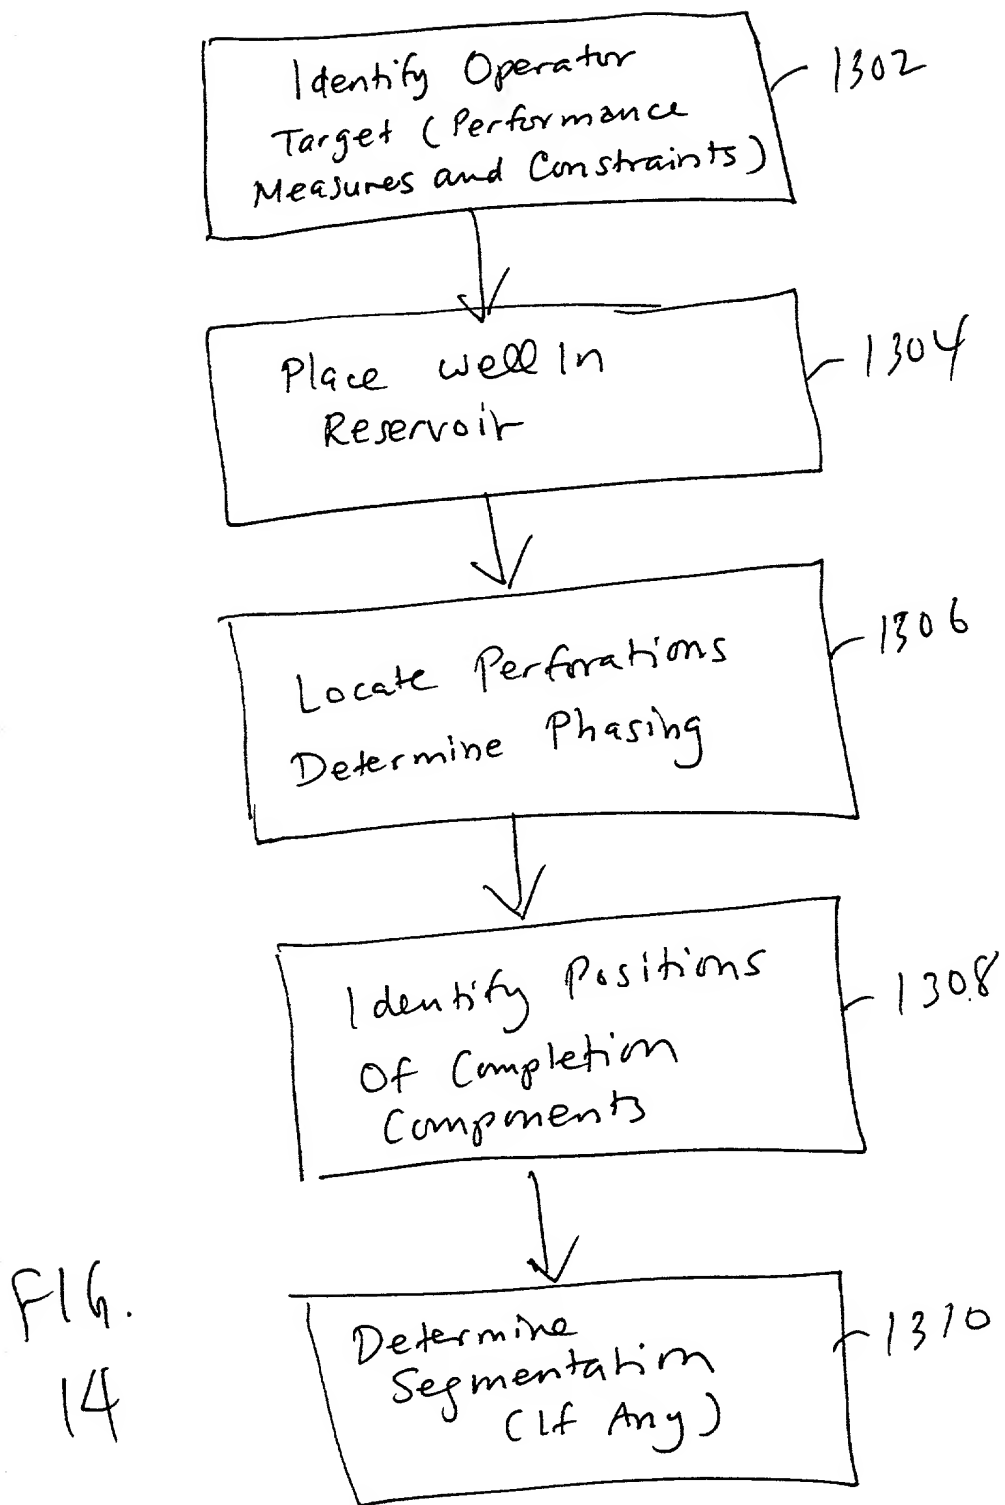 Identify Operator
Target (Performance
Measures and Constraints)
1302
Place Well In
Reservoir
1304
Locate Perforations
Determine Phasing
1306
Identify Positions
Of Completion
Components
1308
Determine
Segmentation
(If Any)
1310
FIG.
14